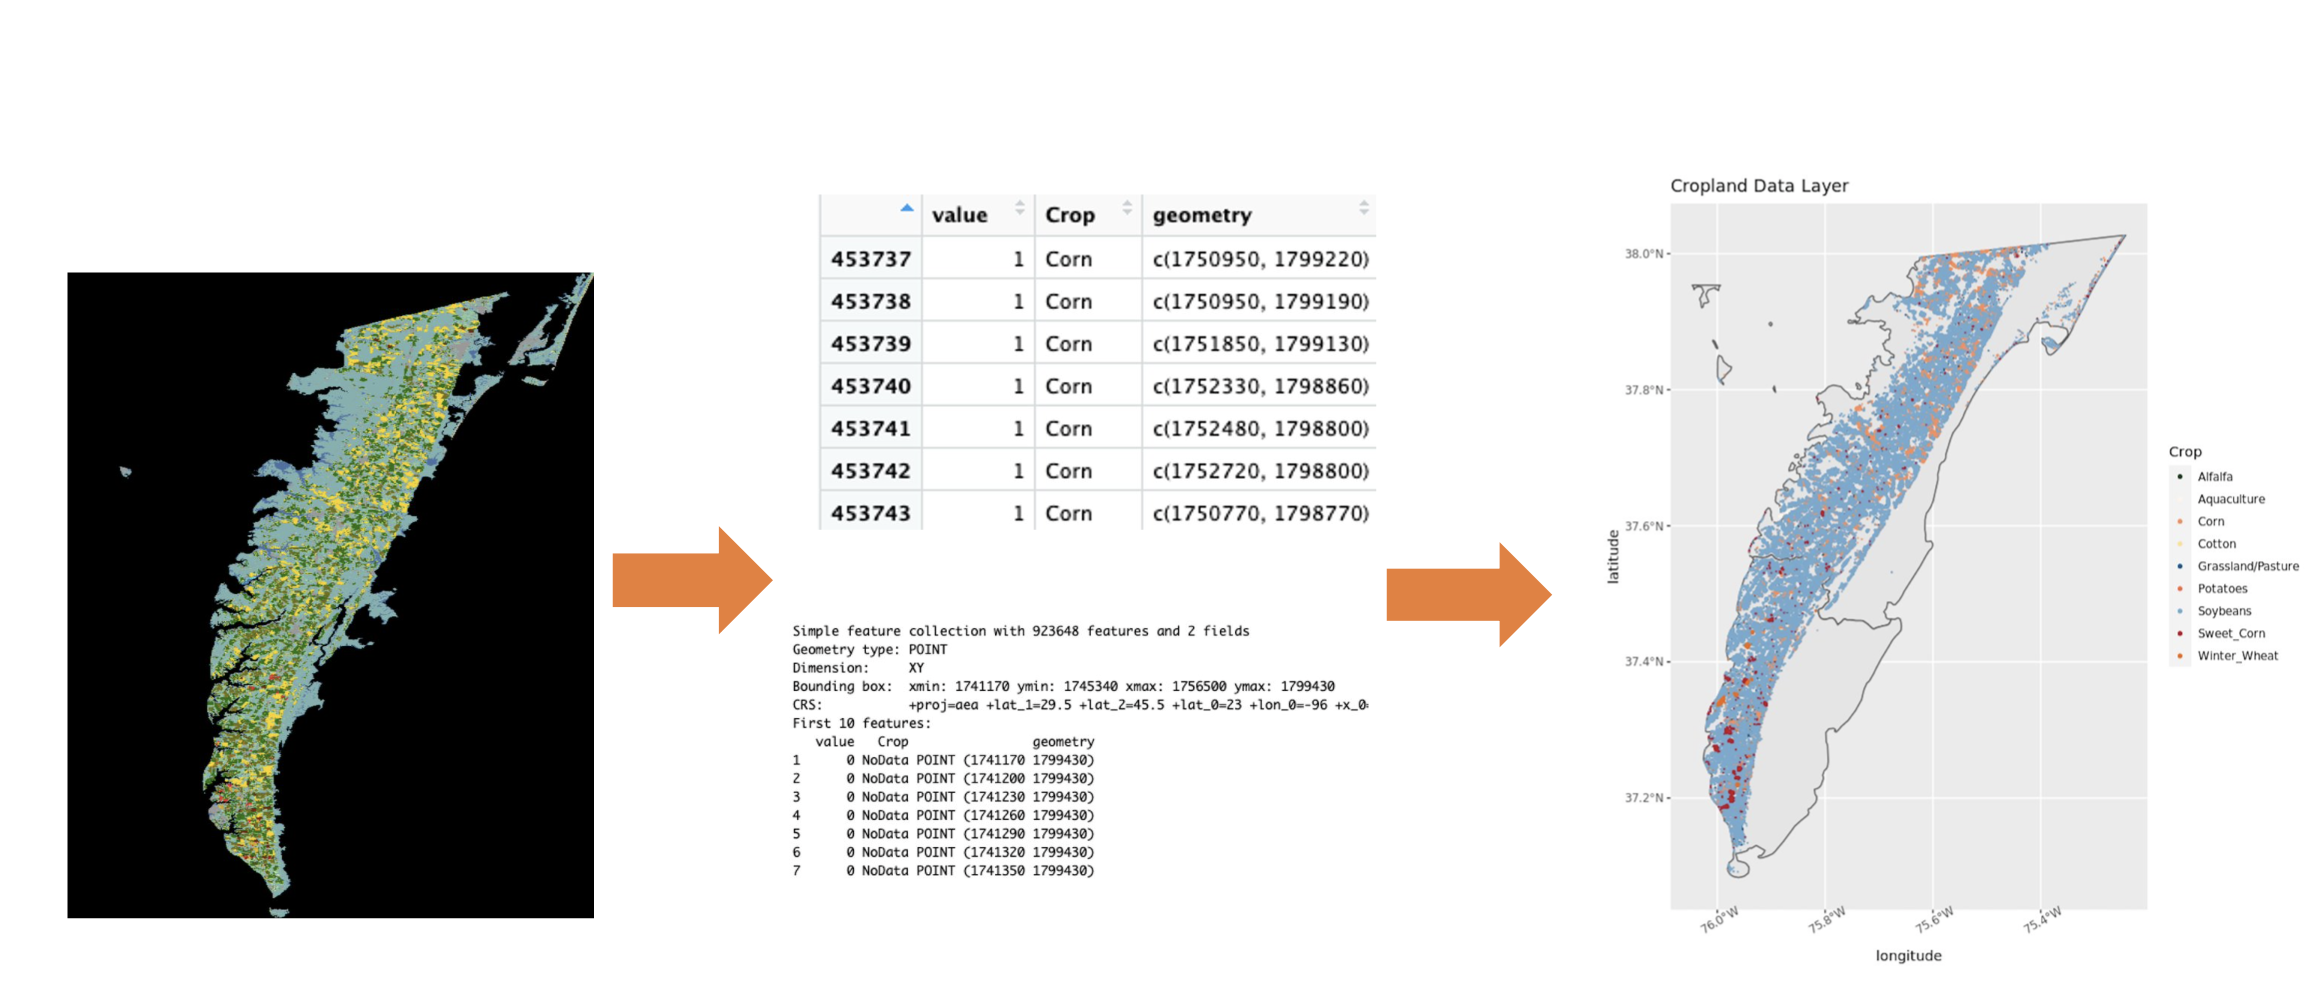 value Crop geometry
453737 1 Corn c(1750950, 1799220)
453738 1 Corn c(1750950, 1799190)
453739 1 Corn c(1751850, 1799130)
453740 1 Corn c(1752330, 1798860)
453741 1 Corn c(1752480, 1798800)
453742 1 Corn c(1752720, 1798800)
453743 1 Corn c(1750770, 1798770)
Simple feature collection with 923648 features and 2 fields
Geometry type: POINT
Dimension: XY
Bounding box: xmin: 1741170 ymin: 1745340 xmax: 1756500 ymax: 1799430
CRS: +proj=aea +lat_1=29.5 +lat_2=45.5 +lat_0=23 +lon_0=-96 +x_0=
First 10 features:
value Crop geometry
1 0 NoData POINT (1741170 1799430)
2 0 NoData POINT (1741200 1799430)
3 0 NoData POINT (1741230 1799430)
4 0 NoData POINT (1741260 1799430)
5 0 NoData POINT (1741290 1799430)
6 0 NoData POINT (1741320 1799430)
7 0 NoData POINT (1741350 1799430)
Cropland Data Layer
latitude
38.0°N
37.8°N
37.6°N
37.4°N
37.2°N
76.0°W 75.8°W 75.6°W 75.4°W
longitude
Crop
Alfalfa
Aquaculture
Corn
Cotton
Grassland/Pasture
Potatoes
Soybeans
Sweet_Corn
Winter_Wheat